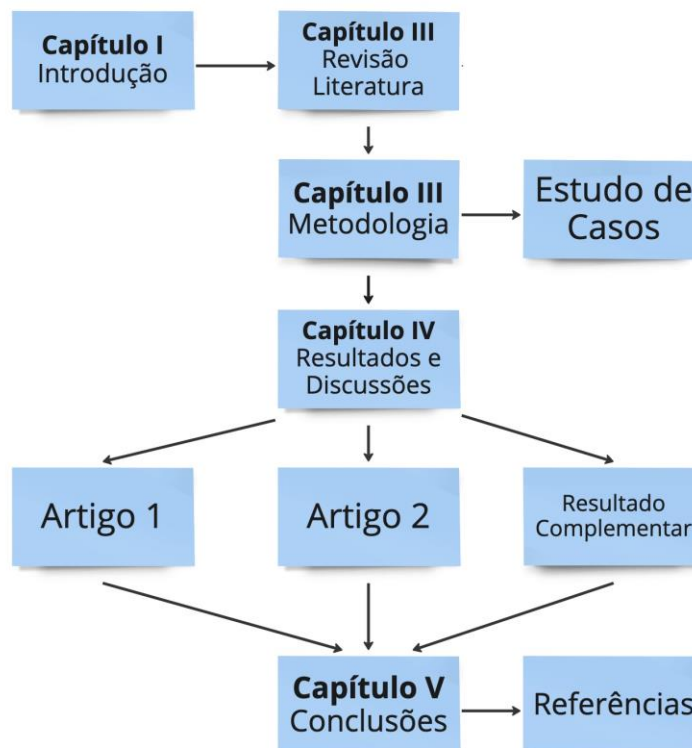 Capítulo I
Introdução
Capítulo III
Revisão
Literatura
Capítulo III
Metodologia
Estudo de
Casos
Capítulo IV
Resultados e
Discussões
Artigo 1
Artigo 2
Resultado
Complementar
Capítulo V
Conclusões
Referências